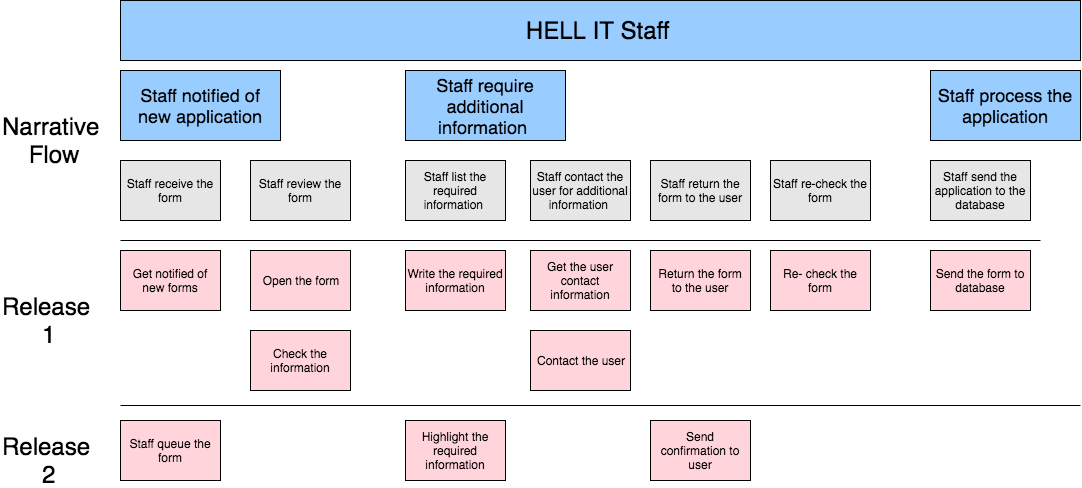 HELL IT Staff
Staff notified of
new application
Staff require
additional
information
Staff process the
application
Narrative
Flow
Staff receive the
form
Staff review the
form
Staff list the
required
information
Staff contact the
user for additional
information
Staff return the
form to the user
Staff re-check the
form
Staff send the
application to the
database
Release
1
Get notified of
new forms
Open the form
Write the required
information
Get the user
contact
information
Return the form
to the user
Re- check the
form
Send the form to
database
Check the
information
Contact the user
Release
2
Staff queue the
form
Highlight the
required
information
Send
confirmation to
user